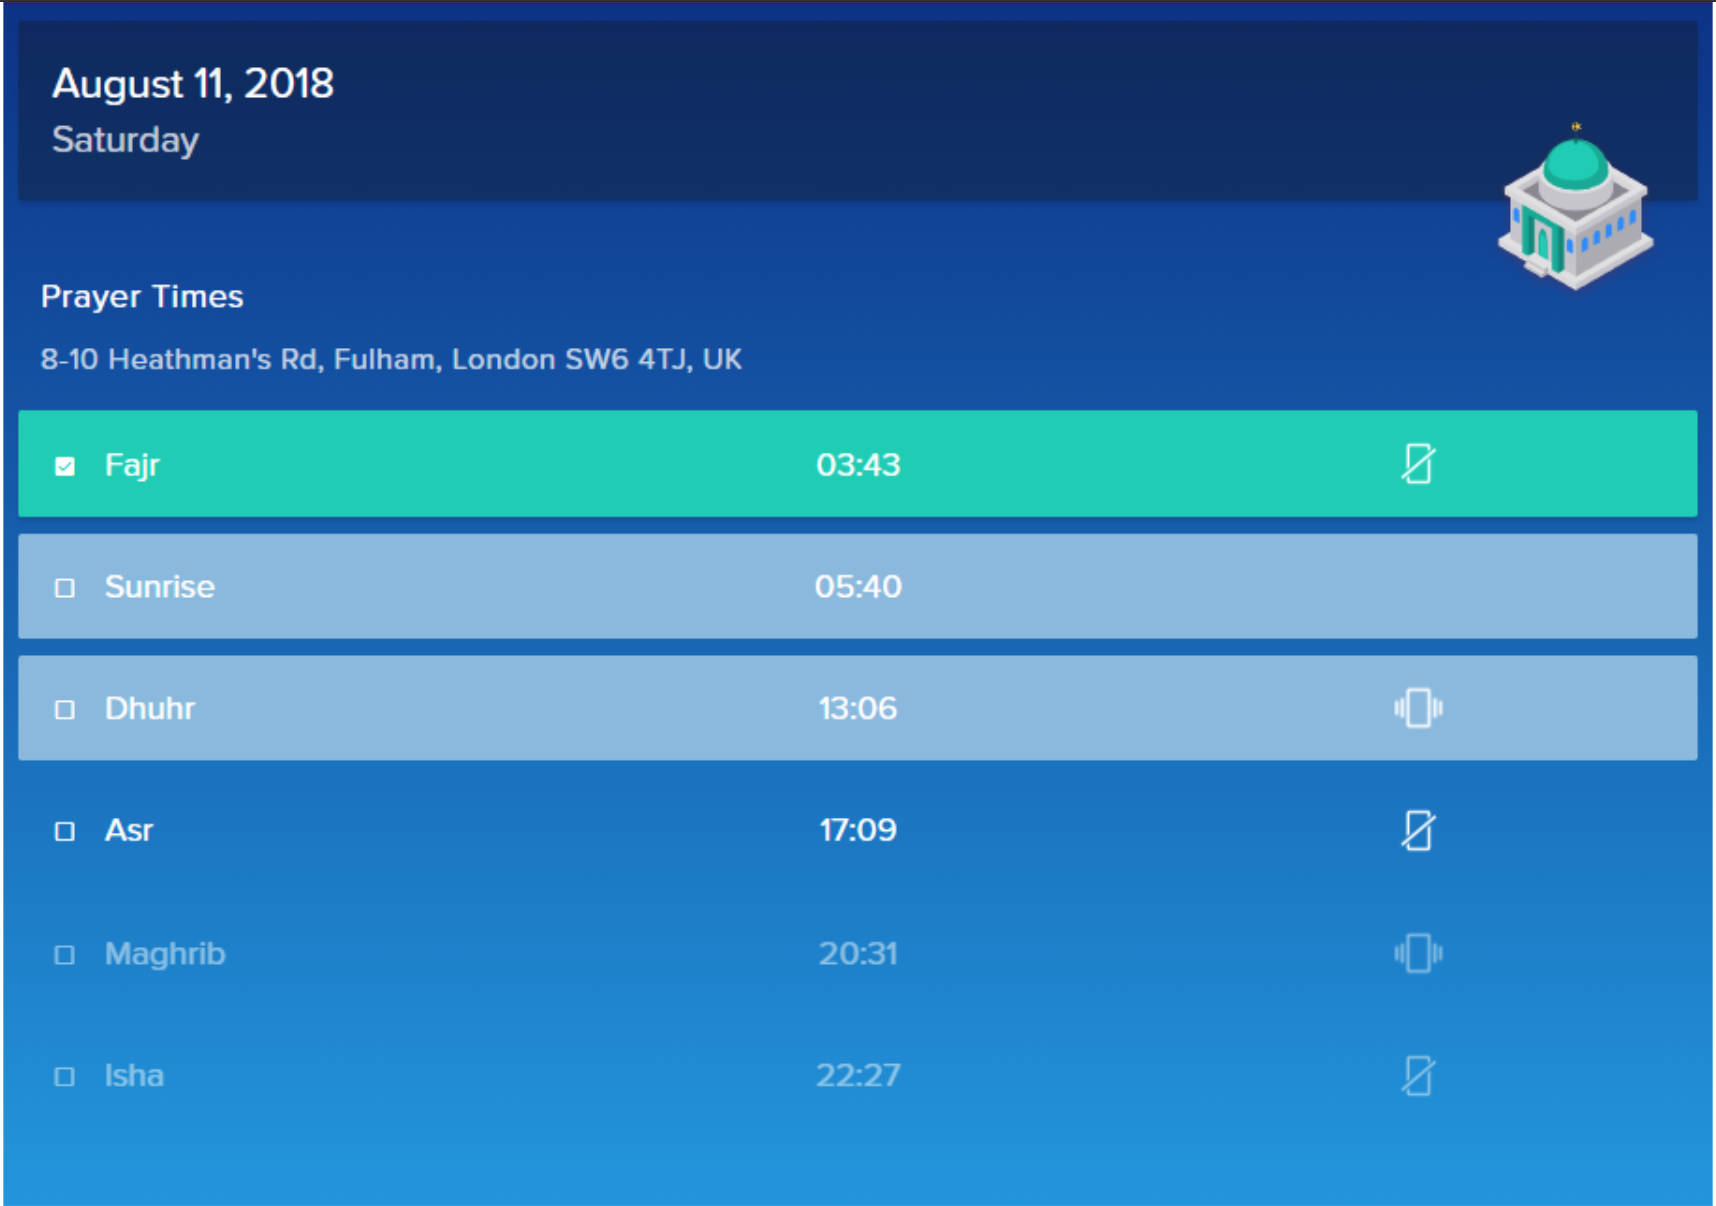 August 11, 2018
Saturday
Prayer Times
8-10 Heathman's Rd, Fulham, London SW6 4TJ, UK
Fajr 03:43
Sunrise 05:40
Dhuhr 13:06
Asr 17:09
Maghrib 20:31
Isha 22:27